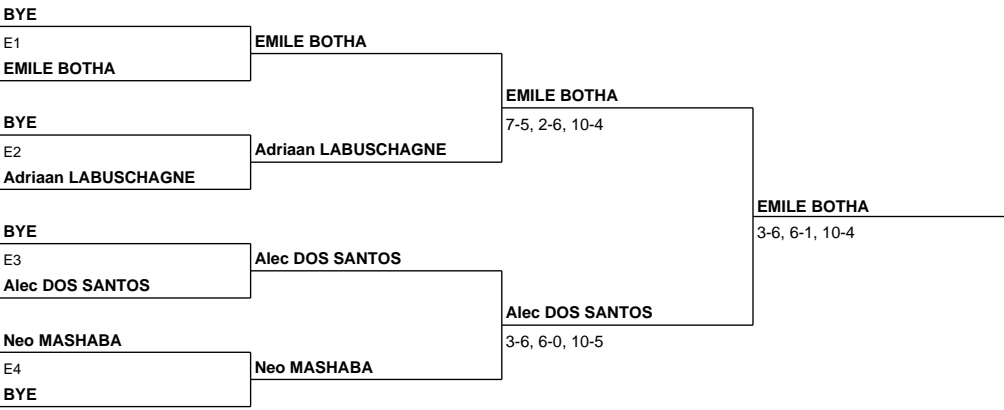 BYE
E1
EMILE BOTHA
EMILE BOTHA
BYE
E2
Adriaan LABUSCHAGNE
Adriaan LABUSCHAGNE
EMILE BOTHA
7-5, 2-6, 10-4
BYE
E3
Alec DOS SANTOS
Alec DOS SANTOS
Neo MASHABA
E4
BYE
Neo MASHABA
Alec DOS SANTOS
3-6, 6-0, 10-5
EMILE BOTHA
3-6, 6-1, 10-4